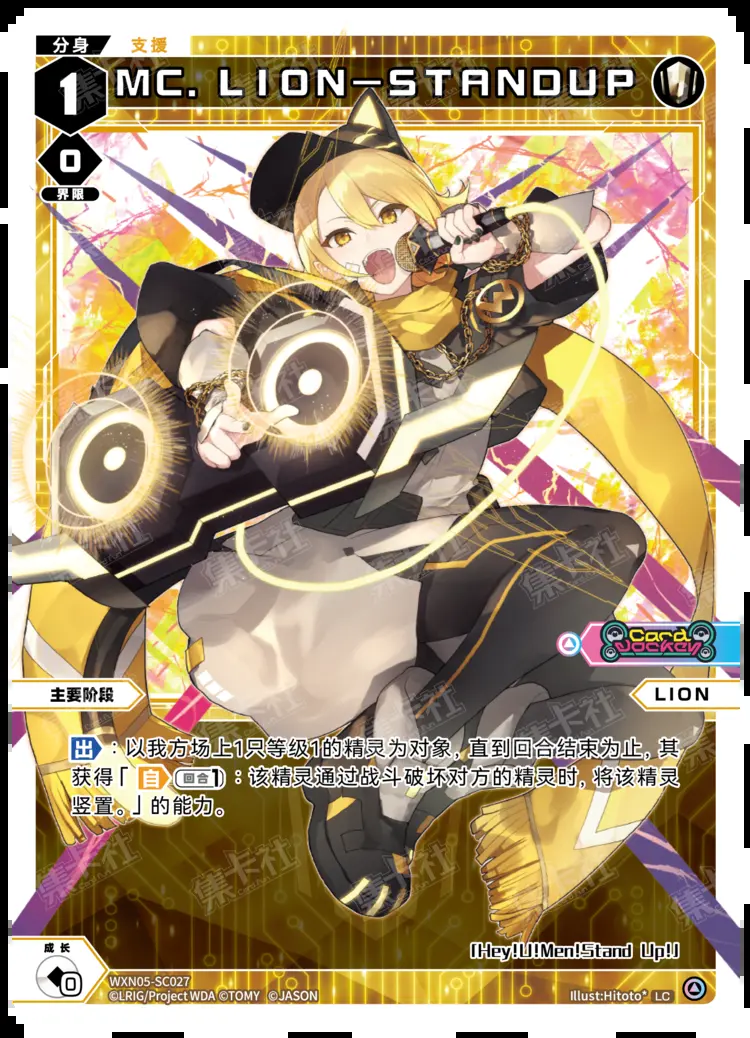 分身 支援
1 MC. LION–STANDUP
0
界限
Card Jockey
主要阶段
LION
出：以我方场上1只等级1的精灵为对象，直到回合结束为止，其
获得「自 回合1：该精灵通过战斗破坏对方的精灵时，将该精灵
竖置。」的能力。
『Hey!U!Men!Stand Up!』
成长
0
WXN05-SC027
©LRIG/Project WDA ©TOMY ©JASON
Illust:Hitoto* LC
集卡社